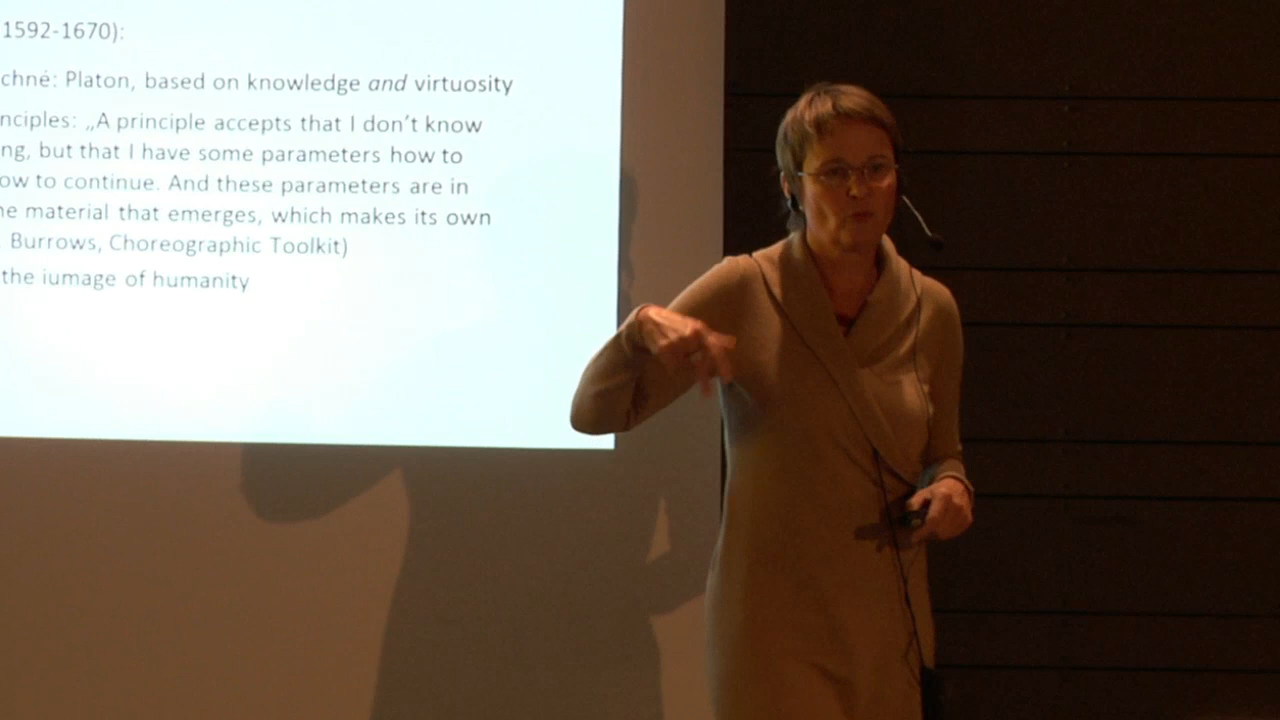 1592-1670):
chné: Platon, based on knowledge and virtuosity
nciples: „A principle accepts that I don't know
ng, but that I have some parameters how to
ow to continue. And these parameters are in
ne material that emerges, which makes its own
. Burrows, Choreographic Toolkit)
the iumage of humanity